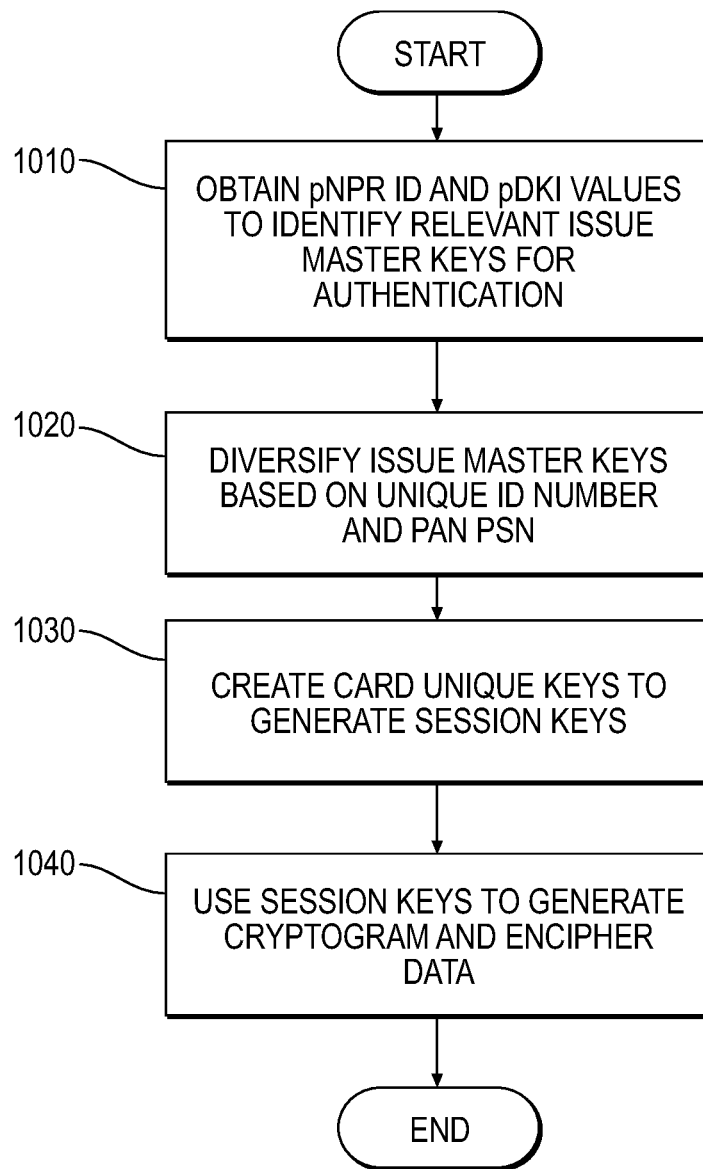 START
1010
OBTAIN pNPR ID AND pDKI VALUES
TO IDENTIFY RELEVANT ISSUE
MASTER KEYS FOR
AUTHENTICATION
1020
DIVERSIFY ISSUE MASTER KEYS
BASED ON UNIQUE ID NUMBER
AND PAN PSN
1030
CREATE CARD UNIQUE KEYS TO
GENERATE SESSION KEYS
1040
USE SESSION KEYS TO GENERATE
CRYPTOGRAM AND ENCIPHER
DATA
END